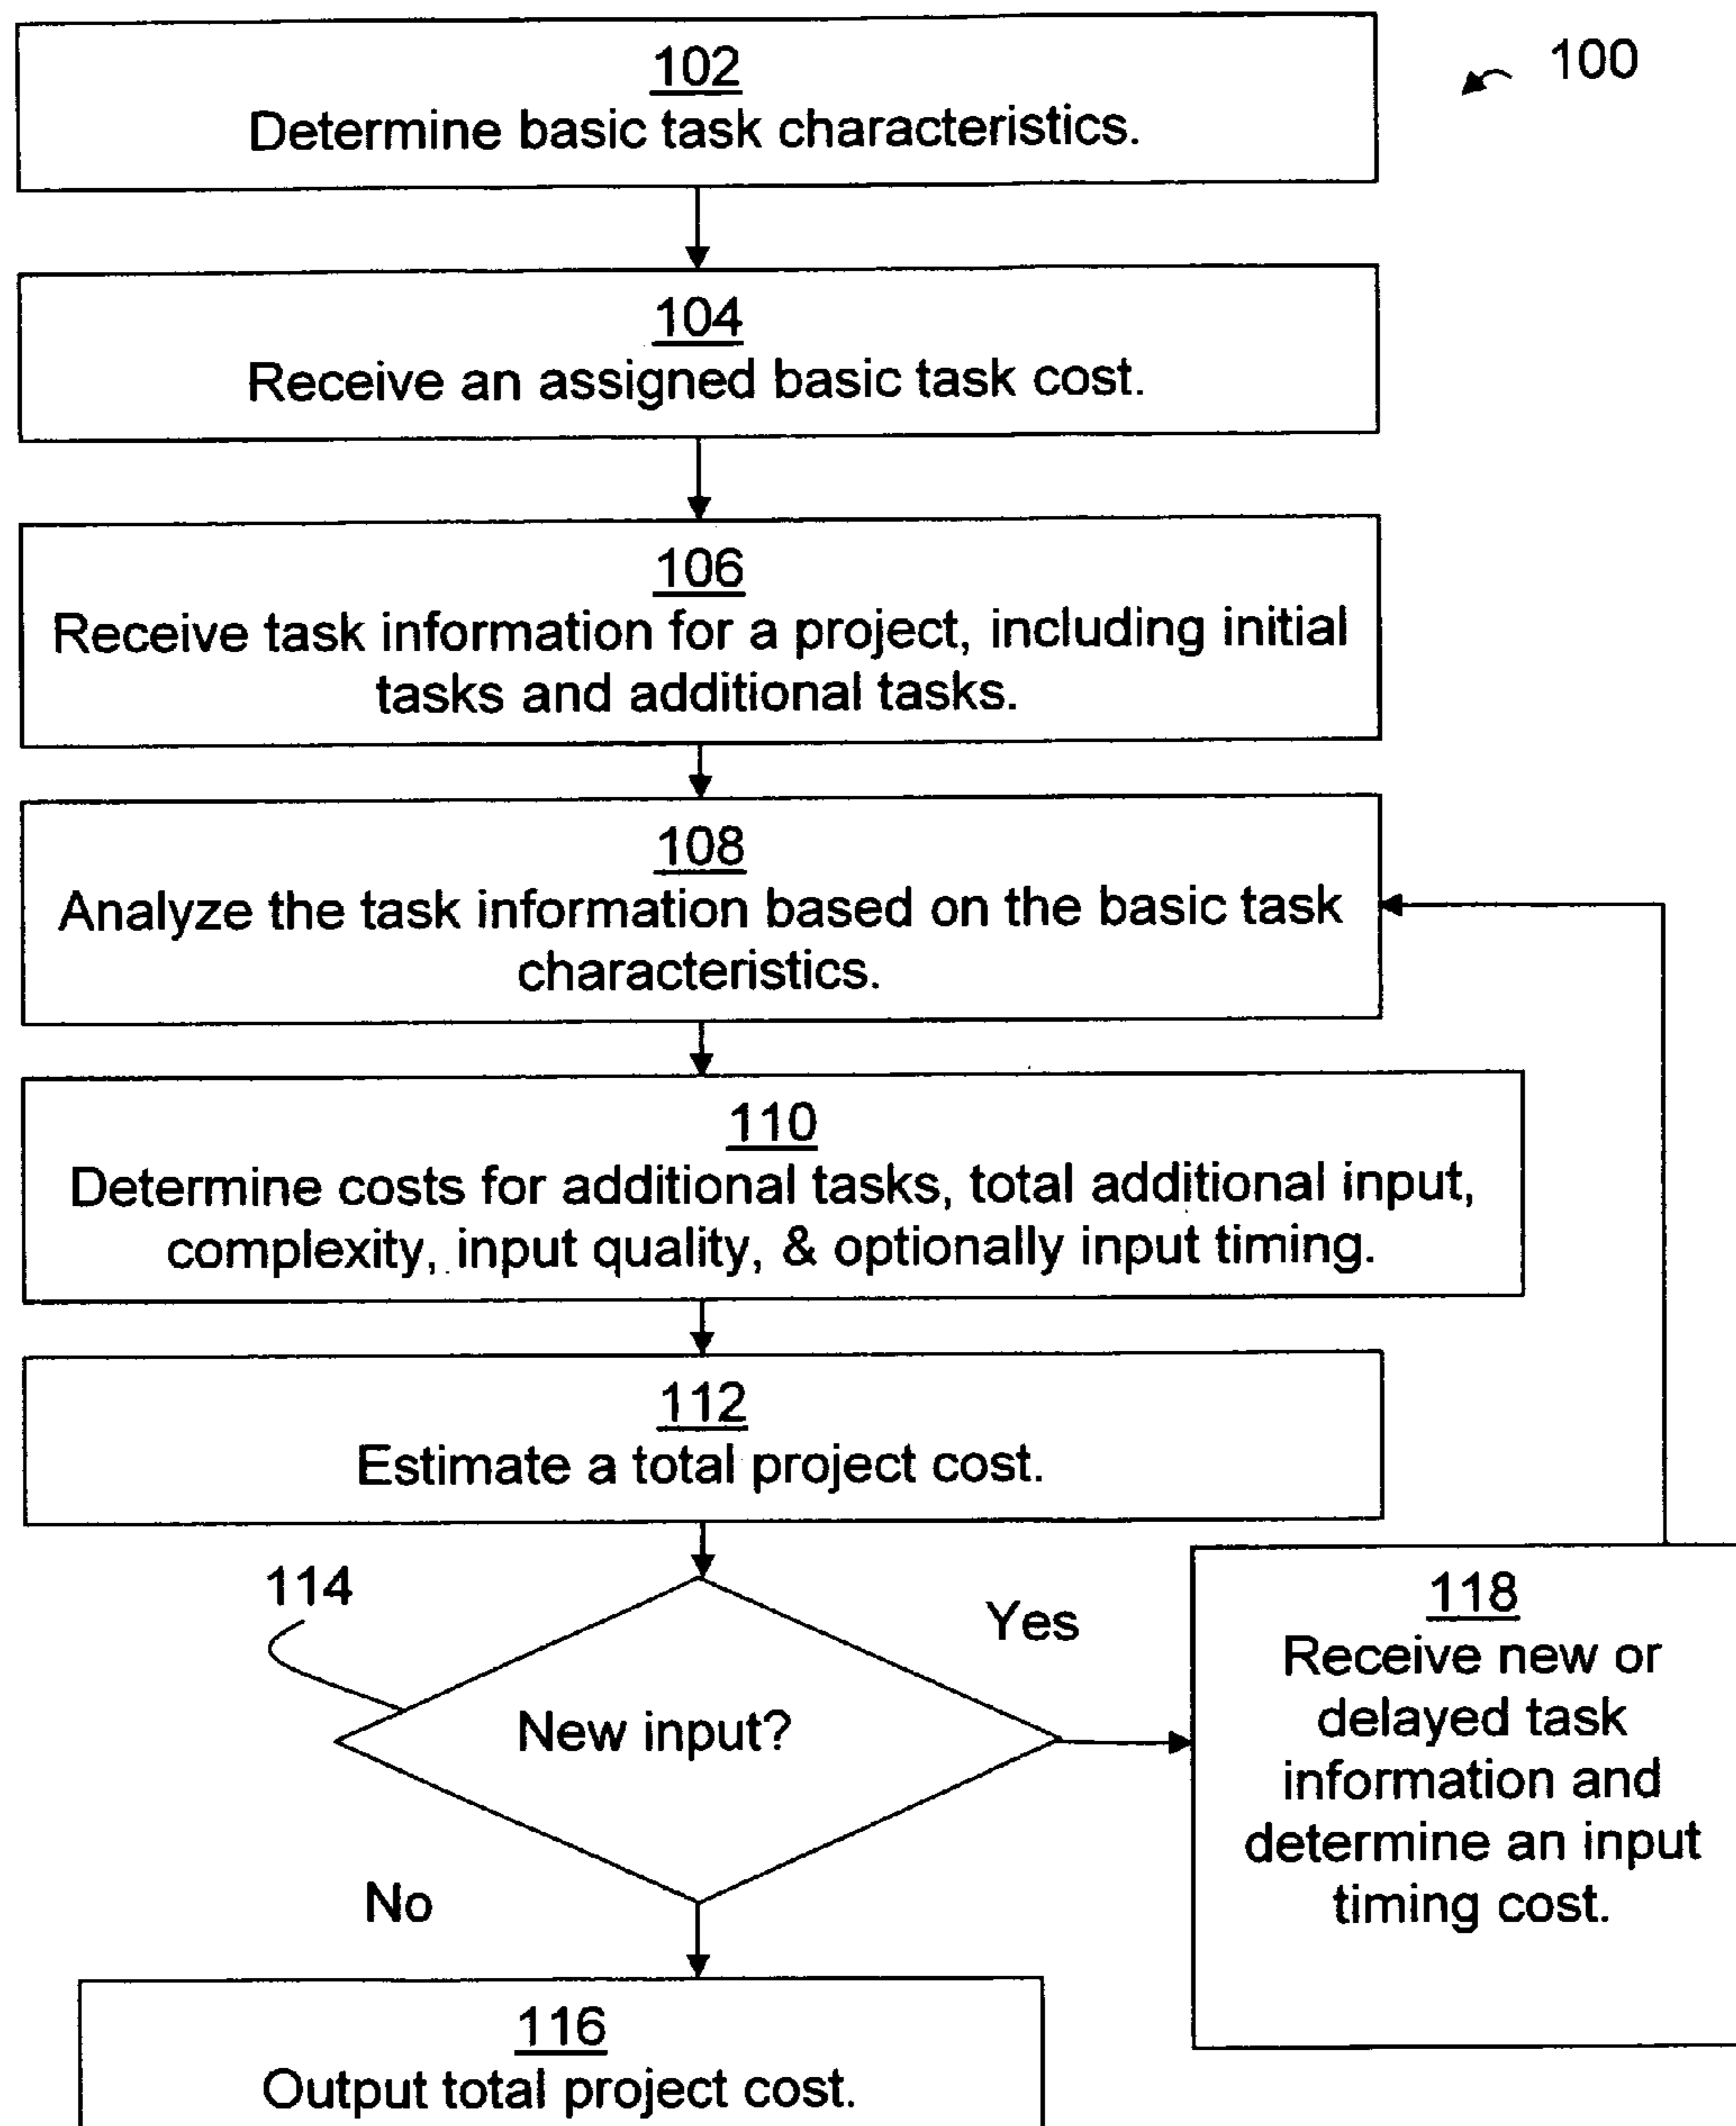 100
102
Determine basic task characteristics.
104
Receive an assigned basic task cost.
106
Receive task information for a project, including initial
tasks and additional tasks.
108
Analyze the task information based on the basic task
characteristics.
110
Determine costs for additional tasks, total additional input,
complexity, input quality, & optionally input timing.
112
Estimate a total project cost.
114
New input?
Yes
No
118
Receive new or
delayed task
information and
determine an input
timing cost.
116
Output total project cost.